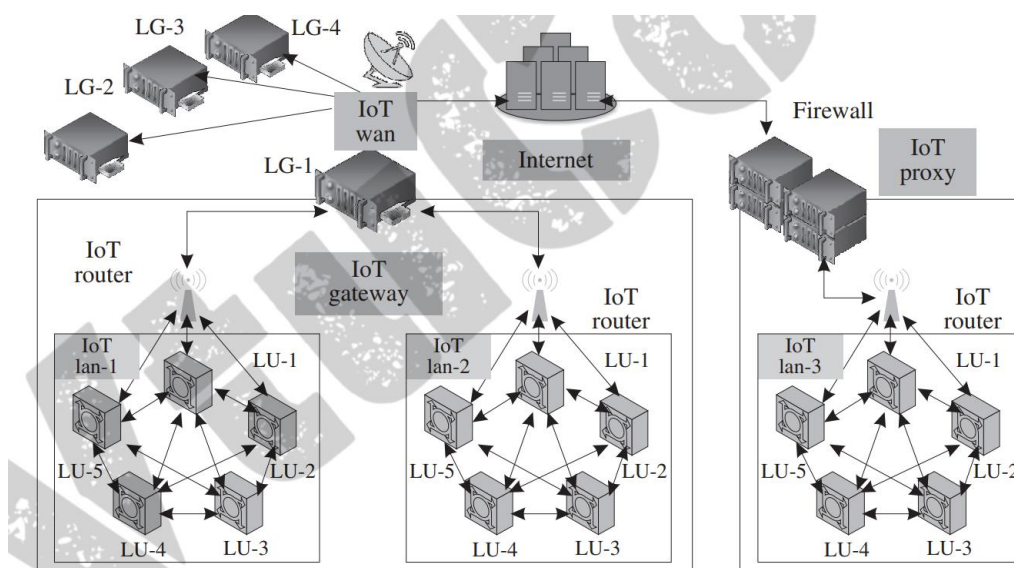 LG-3
LG-4
LG-2
IoT
wan
Firewall
LG-1
Internet
IoT
proxy
IoT
router
IoT
gateway
IoT
router
IoT
router
IoT
lan-1
LU-1
LU-5
LU-2
LU-4
LU-3
IoT
lan-2
LU-1
LU-5
LU-2
LU-4
LU-3
IoT
lan-3
LU-1
LU-5
LU-2
LU-4
LU-3